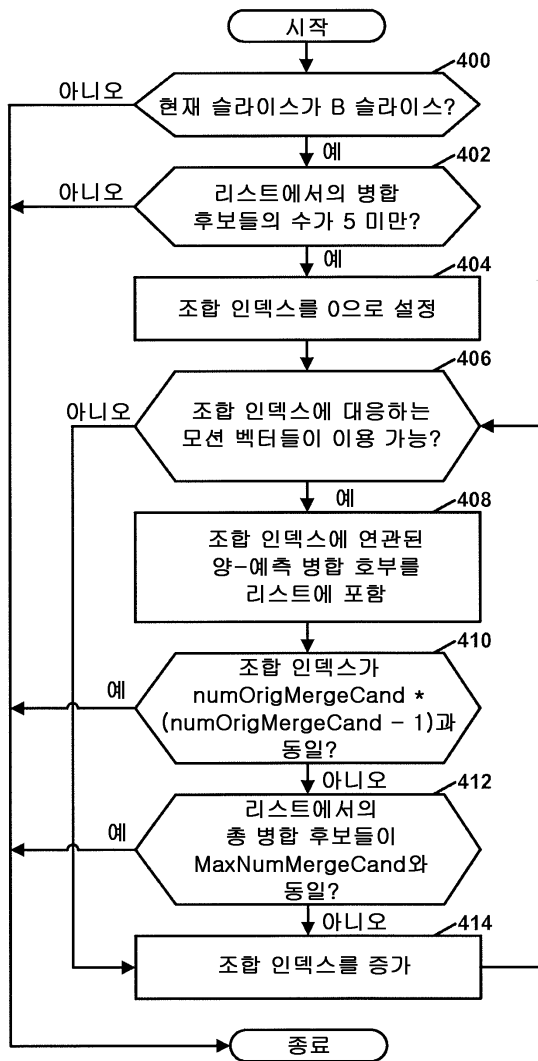 시작
400
아니오
현재 슬라이스가 B 슬라이스?
예
402
아니오
리스트에서의 병합
후보들의 수가 5 미만?
예
404
조합 인덱스를 0으로 설정
406
아니오
조합 인덱스에 대응하는
모션 벡터들이 이용 가능?
예
408
조합 인덱스에 연관된
양-예측 병합 호부를
리스트에 포함
410
예
조합 인덱스가
numOrigMergeCand *
(numOrigMergeCand - 1)과
동일?
아니오
412
예
리스트에서의
총 병합 후보들이
MaxNumMergeCand와
동일?
아니오
414
조합 인덱스를 증가
종료